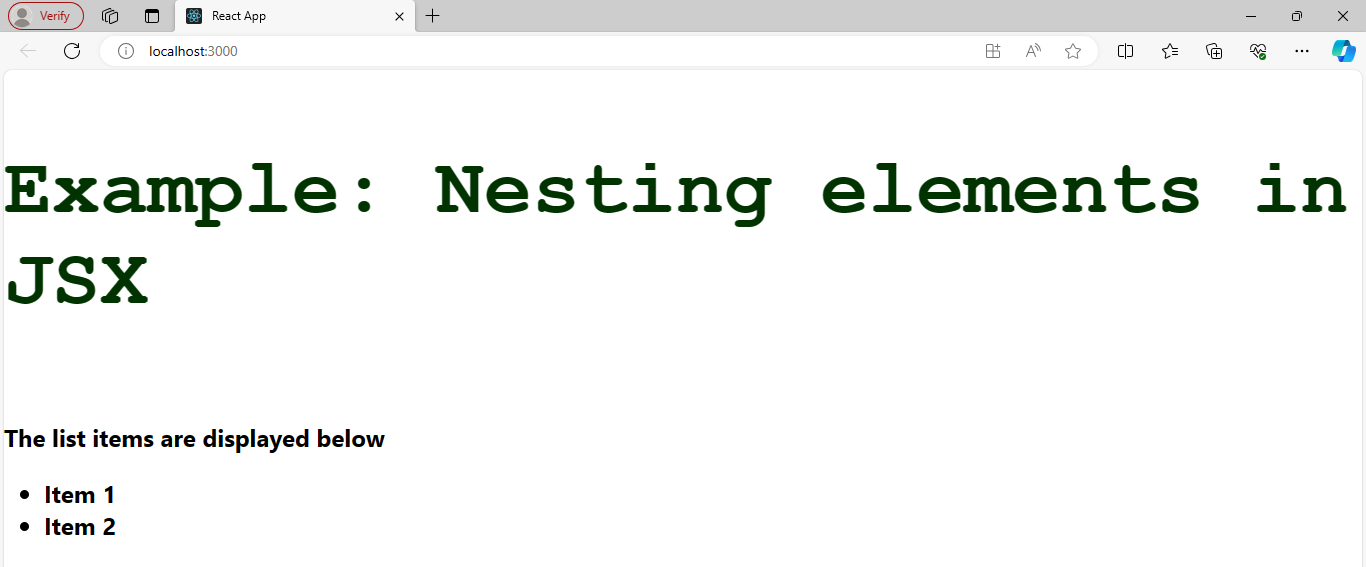 Verify
React App
localhost:3000
Example: Nesting elements in
JSX
The list items are displayed below
Item 1
Item 2